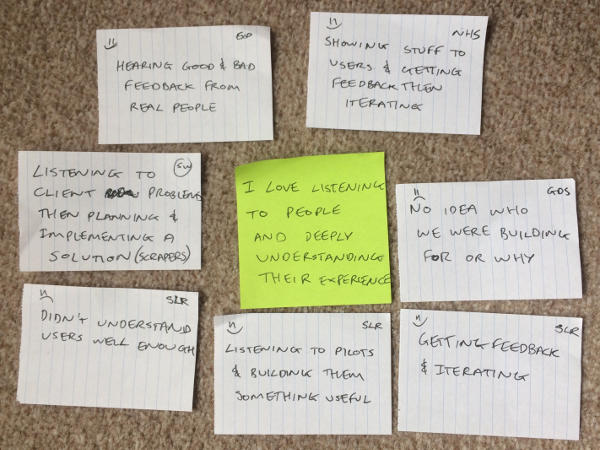 GP
HEARING GOOD & BAD
FEEDBACK FROM
REAL PEOPLE
NHS
SHOWING STUFF TO
USERS & GETTING
FEEDBACK THEN
ITERATING
SW
LISTENING TO
CLIENT PROBLEMS
THEN PLANNING &
IMPLEMENTING A
SOLUTION (SCRAPERS)
I LOVE LISTENING
TO PEOPLE
AND DEEPLY
UNDERSTANDING
THEIR EXPERIENCE
GDS
NO IDEA WHO
WE WERE BUILDING
FOR OR WHY
SLR
DIDN'T UNDERSTAND
USERS WELL ENOUGH
SLR
LISTENING TO PILOTS
& BUILDING THEM
SOMETHING USEFUL
SLR
GETTING FEEDBACK
& ITERATING